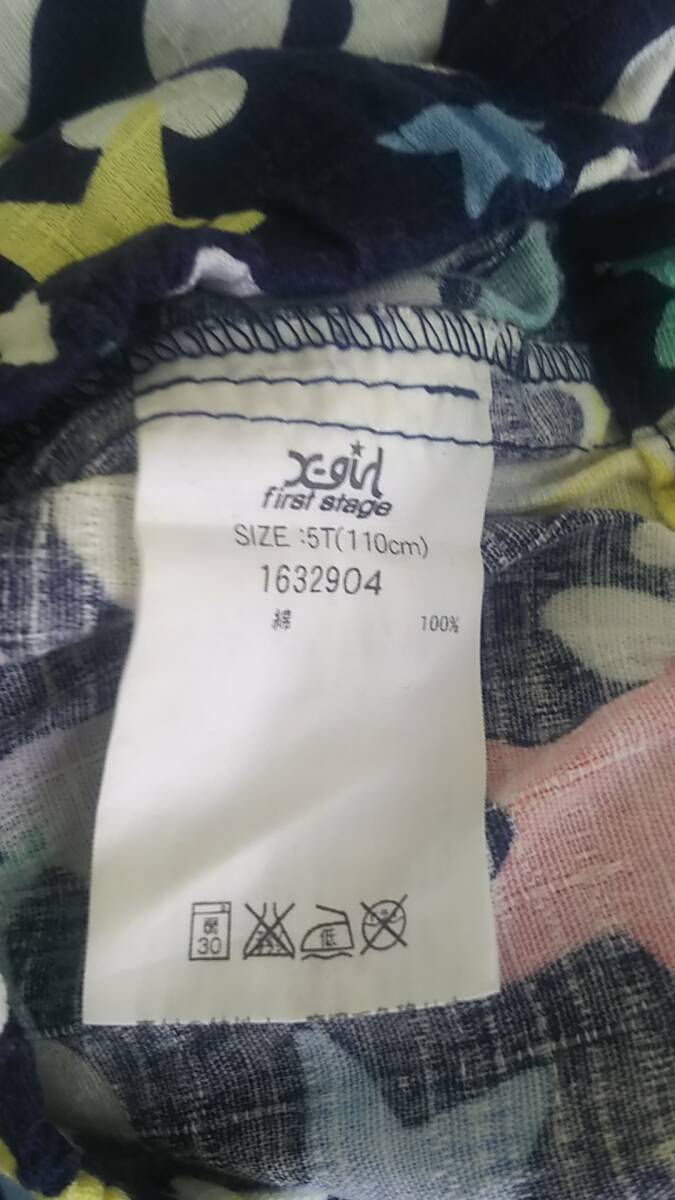 X-girl
first stage
SIZE :5T(110cm)
1632904
綿 100%
30 低